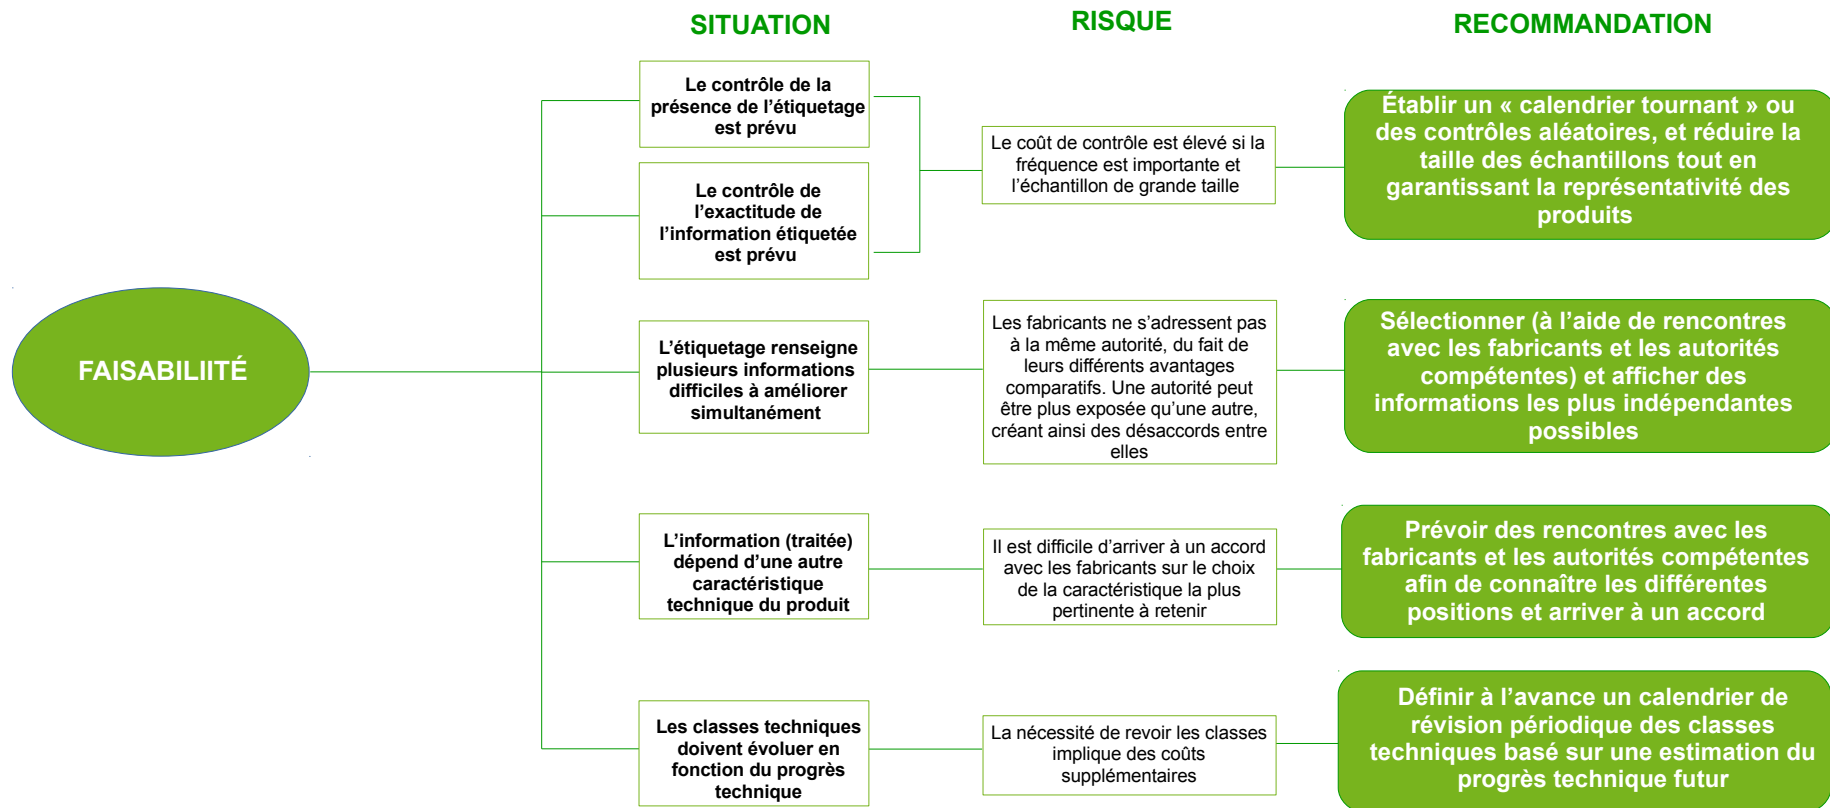 SITUATION
RISQUE
RECOMMANDATION
FAISABILIITÉ
Le contrôle de la
présence de l’étiquetage
est prévu
Le contrôle de
l’exactitude de
l’information étiquetée
est prévu
Le coût de contrôle est élevé si la
fréquence est importante et
l’échantillon de grande taille
Établir un « calendrier tournant » ou
des contrôles aléatoires, et réduire la
taille des échantillons tout en
garantissant la représentativité des
produits
L’étiquetage renseigne
plusieurs informations
difficiles à améliorer
simultanément
Les fabricants ne s’adressent pas
à la même autorité, du fait de
leurs différents avantages
comparatifs. Une autorité peut
être plus exposée qu’une autre,
créant ainsi des désaccords entre
elles
Sélectionner (à l’aide de rencontres
avec les fabricants et les autorités
compétentes) et afficher des
informations les plus indépendantes
possibles
L’information (traitée)
dépend d’une autre
caractéristique
technique du produit
Il est difficile d’arriver à un accord
avec les fabricants sur le choix
de la caractéristique la plus
pertinente à retenir
Prévoir des rencontres avec les
fabricants et les autorités compétentes
afin de connaître les différentes
positions et arriver à un accord
Les classes techniques
doivent évoluer en
fonction du progrès
technique
La nécessité de revoir les classes
implique des coûts
supplémentaires
Définir à l’avance un calendrier de
révision périodique des classes
techniques basé sur une estimation du
progrès technique futur